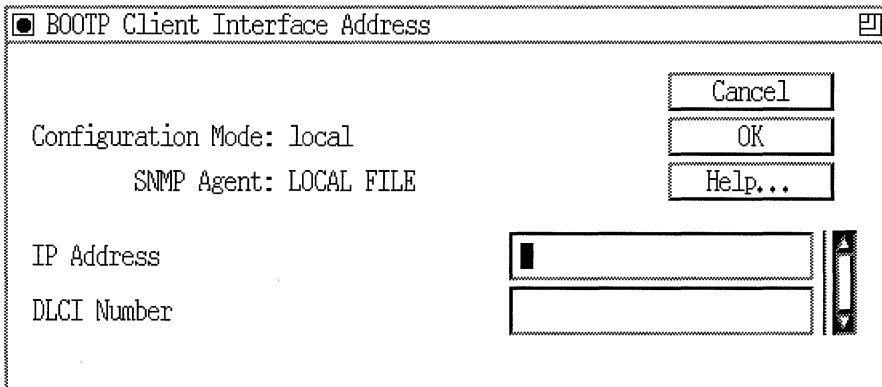 BOOTP Client Interface Address
Cancel
Configuration Mode: local
OK
SNMP Agent: LOCAL FILE
Help...
IP Address
DLCI Number